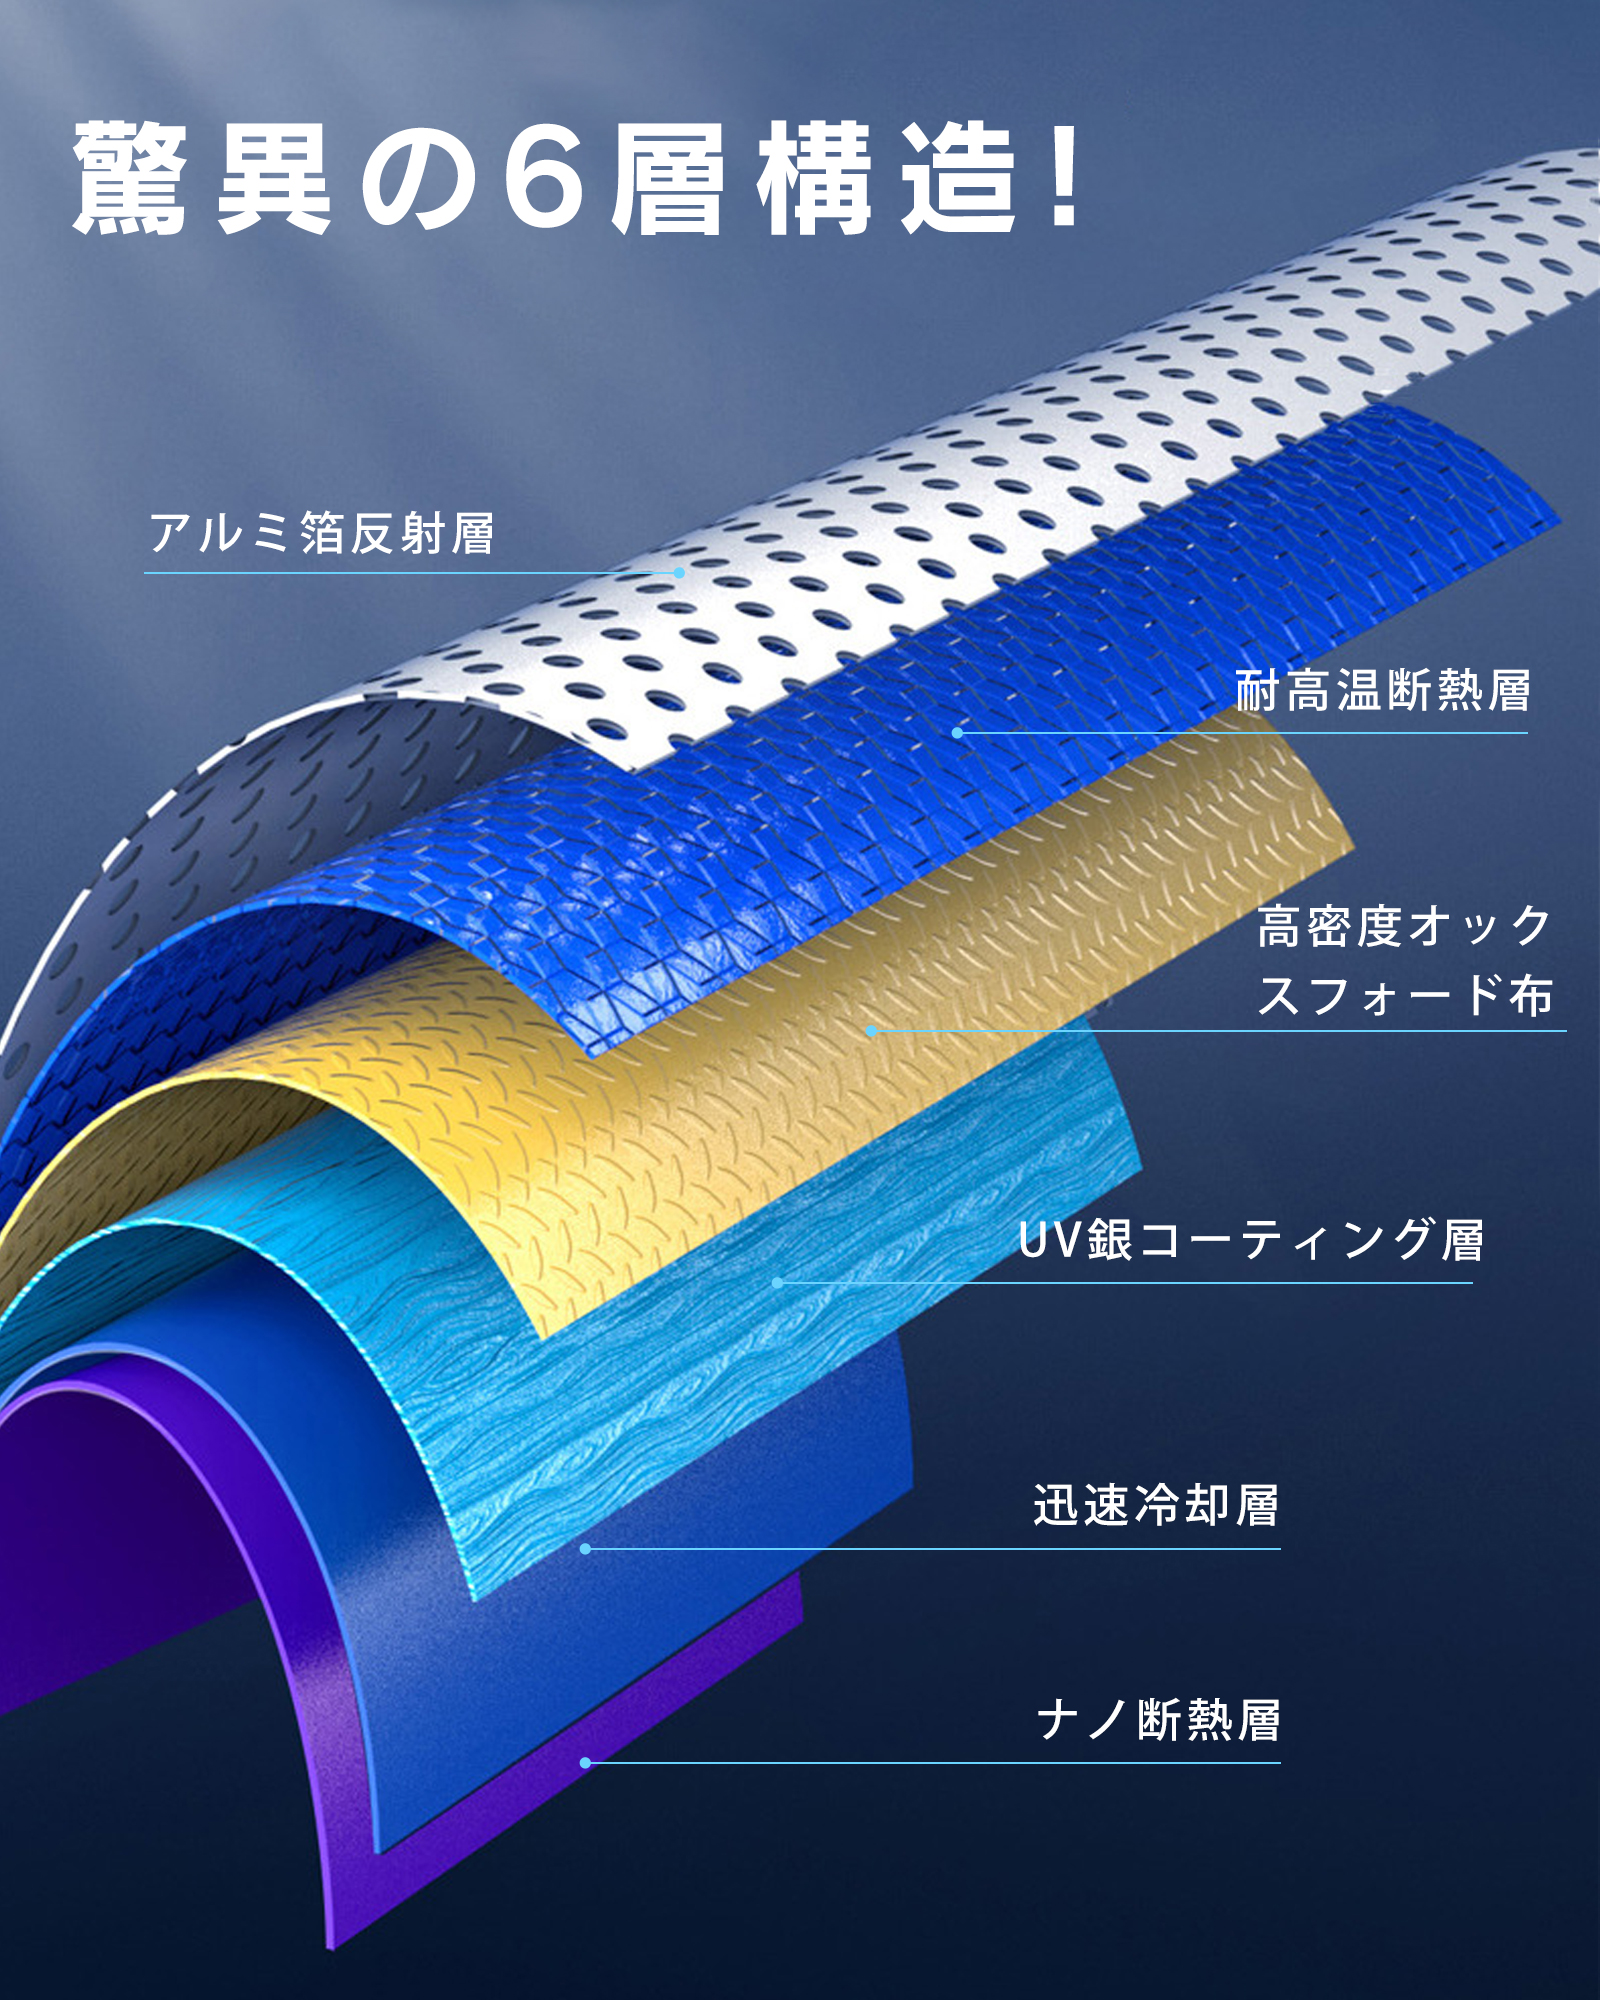 驚異の6層構造!
アルミ箔反射層
耐高温断熱層
高密度オック
スフォード布
UV銀コーティング層
迅速冷却層
ナノ断熱層